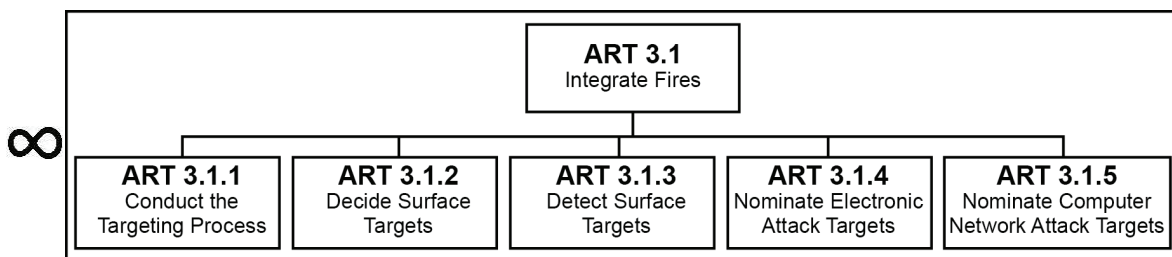 ART 3.1
Integrate Fires
∞
ART 3.1.1
Conduct the
Targeting Process
ART 3.1.2
Decide Surface
Targets
ART 3.1.3
Detect Surface
Targets
ART 3.1.4
Nominate Electronic
Attack Targets
ART 3.1.5
Nominate Computer
Network Attack Targets